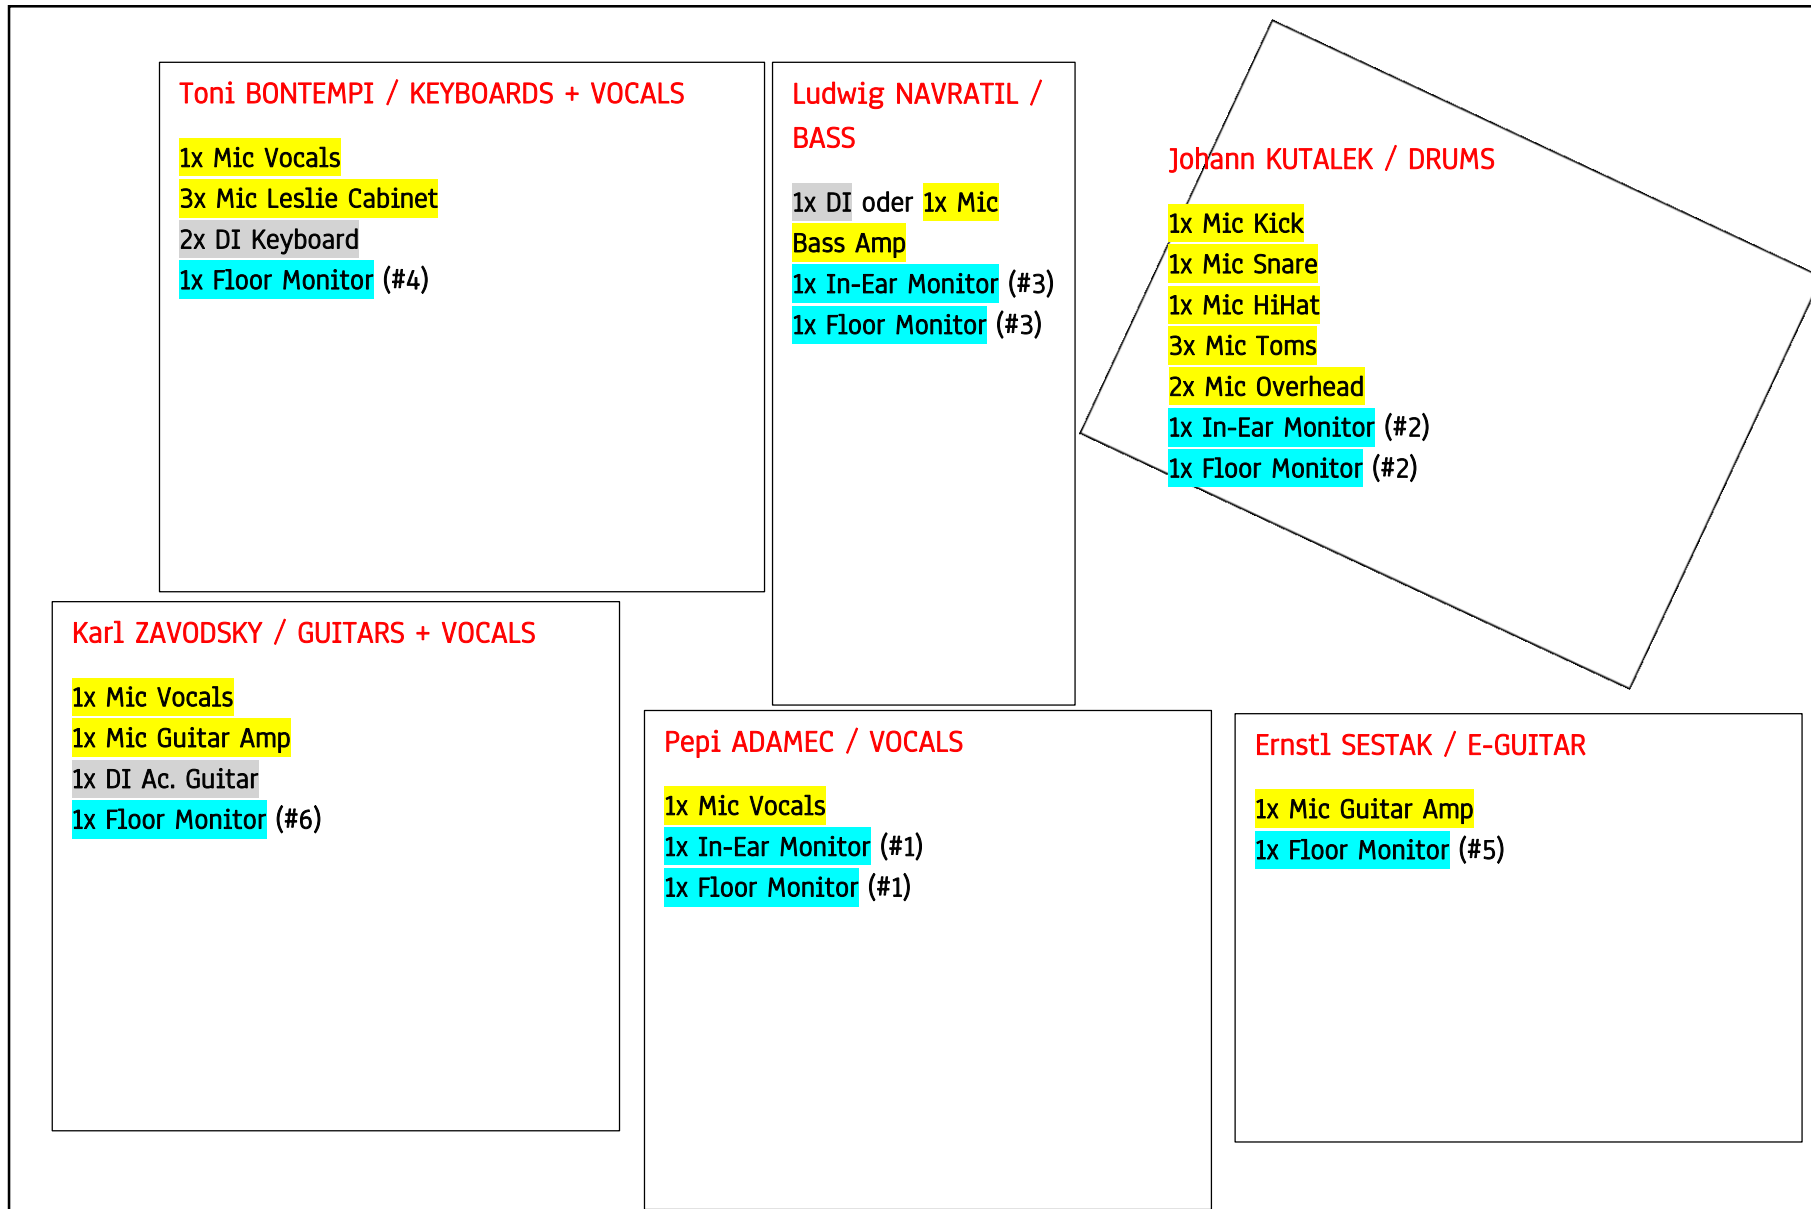 Toni BONTEMPI / KEYBOARDS + VOCALS
1x Mic Vocals
3x Mic Leslie Cabinet
2x DI Keyboard
1x Floor Monitor (#4)
Ludwig NAVRATIL /
BASS
1x DI oder 1x Mic
Bass Amp
1x In-Ear Monitor (#3)
1x Floor Monitor (#3)
Johann KUTALEK / DRUMS
1x Mic Kick
1x Mic Snare
1x Mic HiHat
3x Mic Toms
2x Mic Overhead
1x In-Ear Monitor (#2)
1x Floor Monitor (#2)
Karl ZAVODSKY / GUITARS + VOCALS
1x Mic Vocals
1x Mic Guitar Amp
1x DI Ac. Guitar
1x Floor Monitor (#6)
Pepi ADAMEC / VOCALS
1x Mic Vocals
1x In-Ear Monitor (#1)
1x Floor Monitor (#1)
Ernstl SESTAK / E-GUITAR
1x Mic Guitar Amp
1x Floor Monitor (#5)